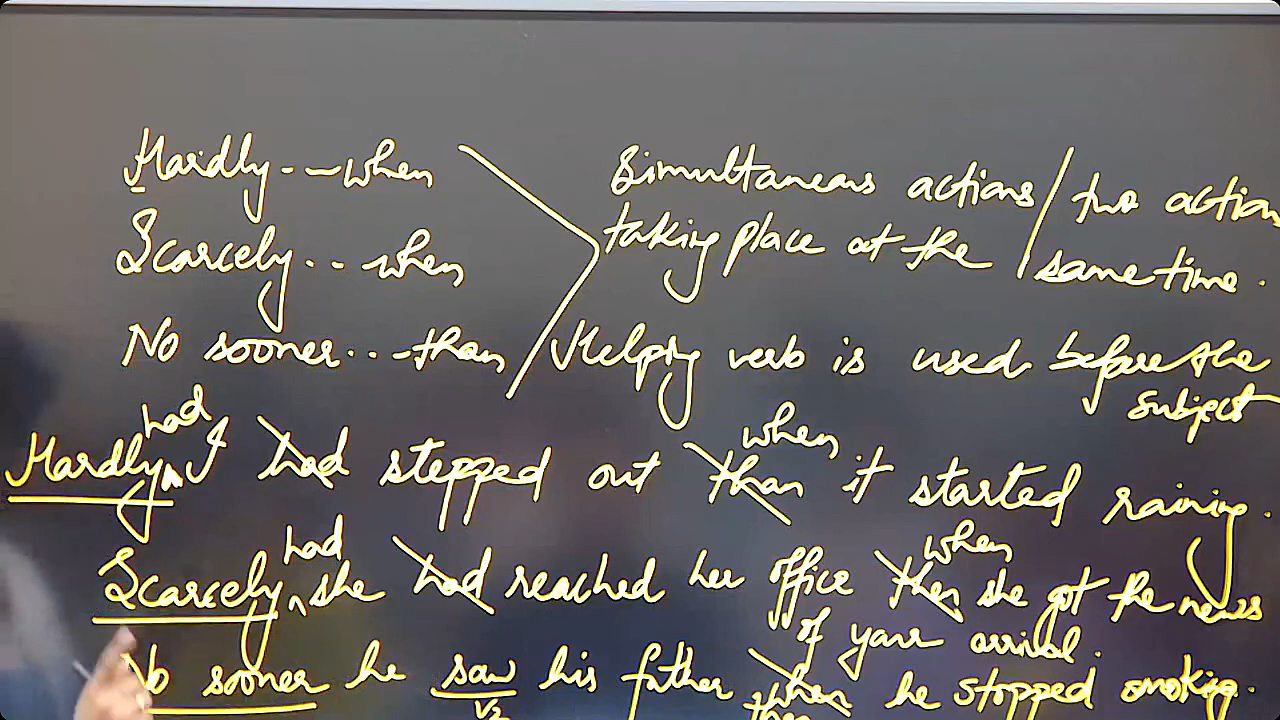 Hardly - - when
Simultaneous actions / two action
Scarcely . . - when
taking place at the / same time .
No sooner . . . - than
Helping verb is used before the
subject
had
when
Hardly ^ I had stepped out than it started raining .
had
when
Scarcely ^ she had reached her office then she got the news
of your arrival .
No sooner he saw his father when he stopped smoking .
V2
than